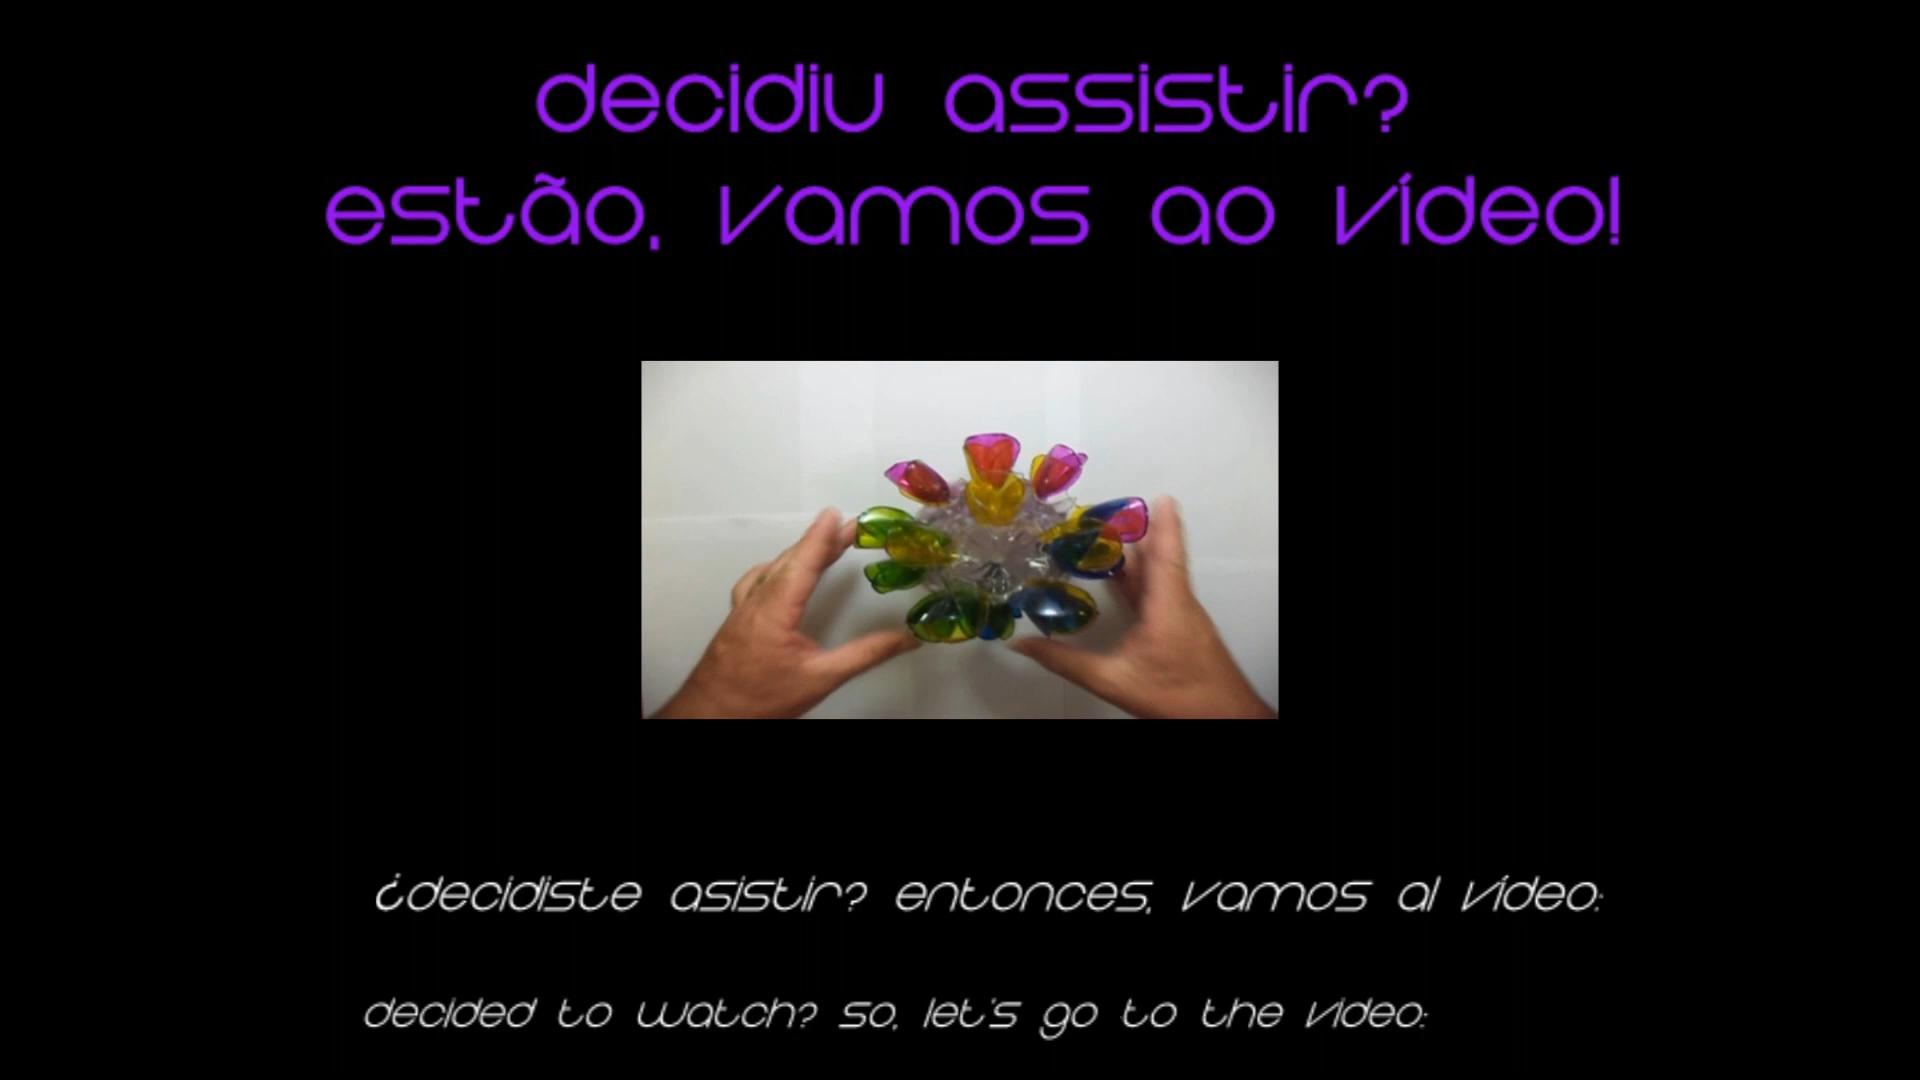 decidiu assistir?
estão, vamos ao vídeo!
¿decidiste asistir? entonces, vamos al vídeo:
decided to watch? so, let's go to the video: